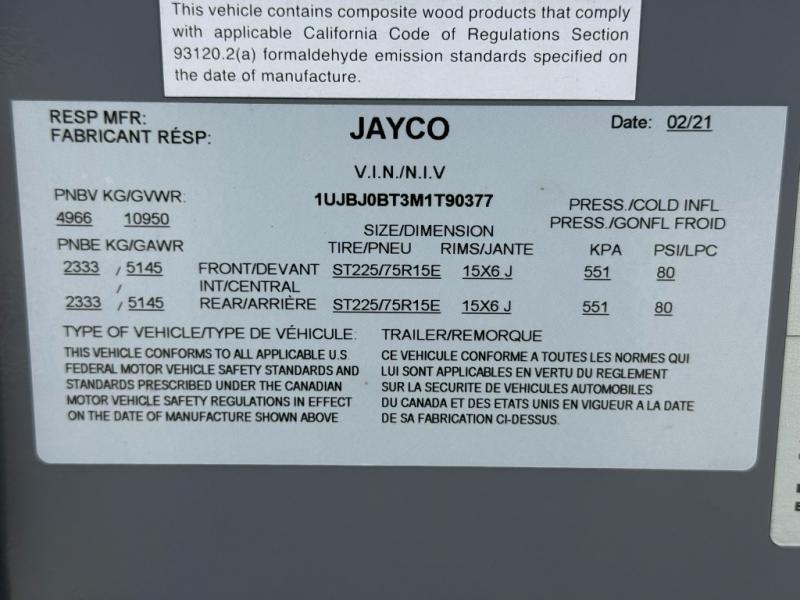 This vehicle contains composite wood products that comply
with applicable California Code of Regulations Section
93120.2(a) formaldehyde emission standards specified on
the date of manufacture.
RESP MFR:
FABRICANT RÉSP:
JAYCO
Date: 02/21
V.I.N./N.I.V
1UJBJ0BT3M1T90377
PNBV KG/GVWR:
4966 10950
PNBE KG/GAWR
SIZE/DIMENSION
TIRE/PNEU RIMS/JANTE
PRESS./COLD INFL
PRESS./GONFL FROID
KPA PSI/LPC
2333 / 5145 FRONT/DEVANT ST225/75R15E 15X6 J 551 80
/ INT/CENTRAL
2333 / 5145 REAR/ARRIÈRE ST225/75R15E 15X6 J 551 80
TYPE OF VEHICLE/TYPE DE VÉHICULE: TRAILER/REMORQUE
THIS VEHICLE CONFORMS TO ALL APPLICABLE U.S.
FEDERAL MOTOR VEHICLE SAFETY STANDARDS AND
STANDARDS PRESCRIBED UNDER THE CANADIAN
MOTOR VEHICLE SAFETY REGULATIONS IN EFFECT
ON THE DATE OF MANUFACTURE SHOWN ABOVE
CE VEHICULE CONFORME A TOUTES LES NORMES QUI
LUI SONT APPLICABLES EN VERTU DU REGLEMENT
SUR LA SECURITE DE VEHICULES AUTOMOBILES
DU CANADA ET DES ETATS UNIS EN VIGUEUR A LA DATE
DE SA FABRICATION CI-DESSUS.